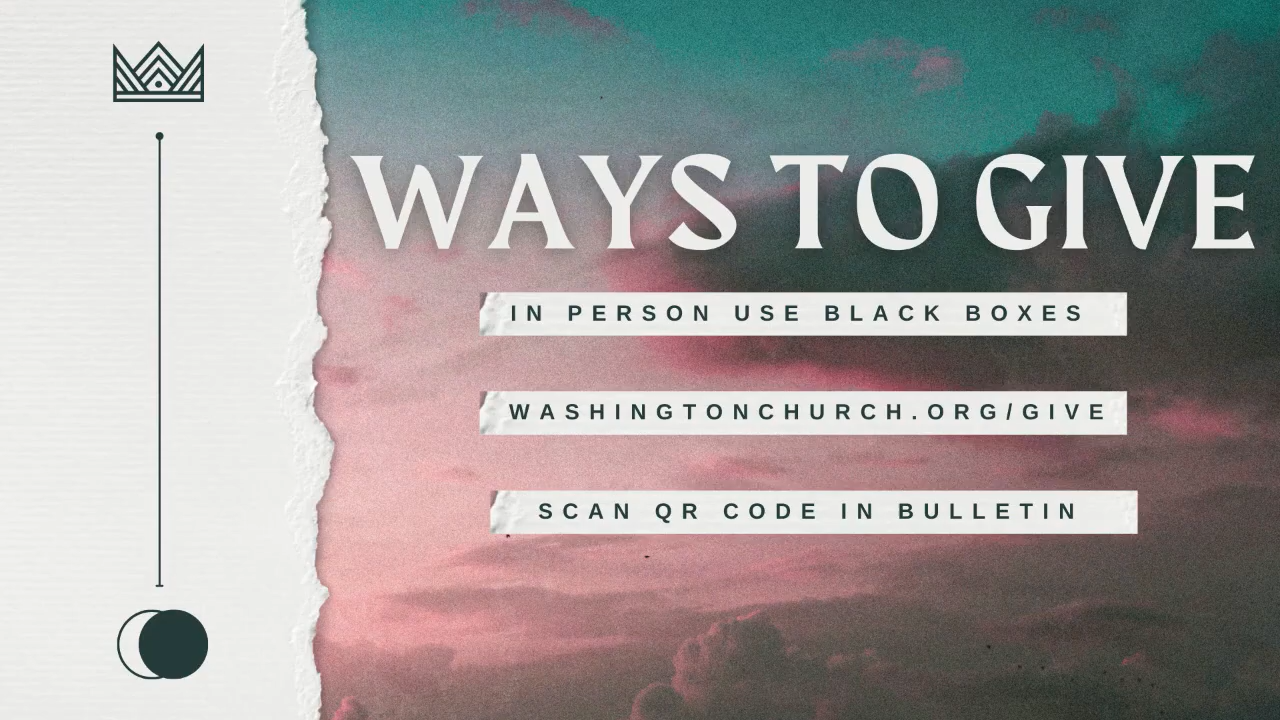 WAYS TO GIVE
IN PERSON USE BLACK BOXES
WASHINGTONCHURCH.ORG/GIVE
SCAN QR CODE IN BULLETIN